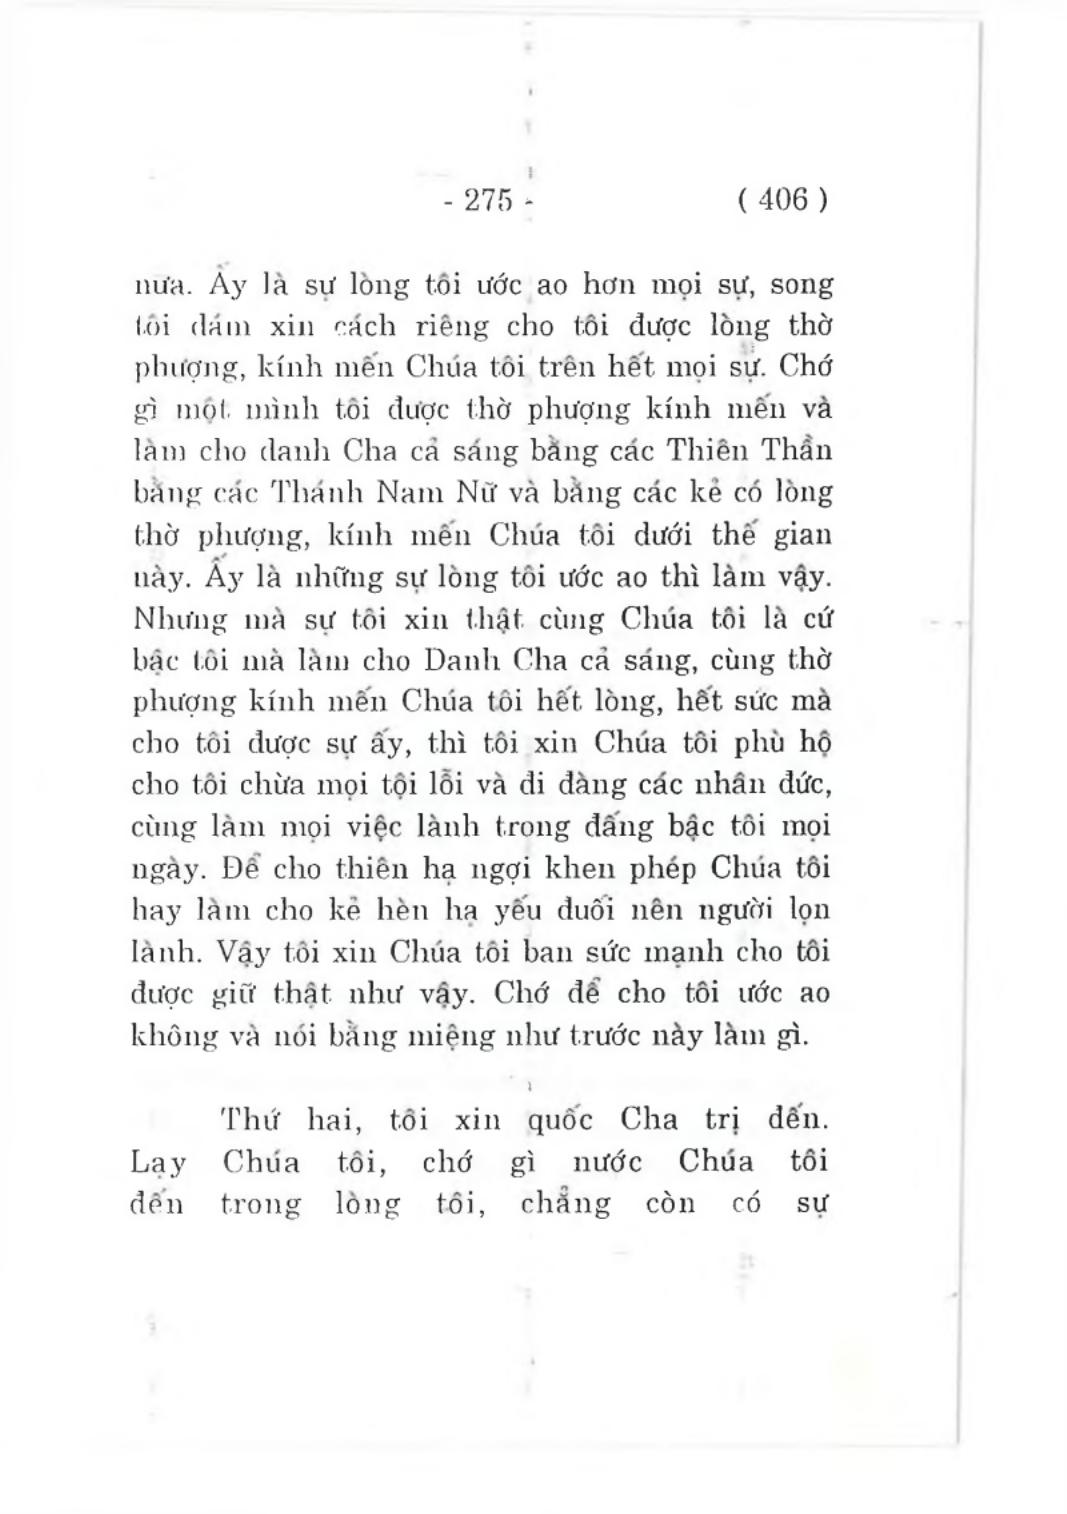 - 275 - ( 406 )
nưa. Ấy là sự lòng tôi ước ao hơn mọi sự, song
tôi dám xin cách riêng cho tôi được lòng thờ
phượng, kính mến Chúa tôi trên hết mọi sự. Chớ
gì một mình tôi được thờ phượng kính mến và
làm cho danh Cha cả sáng bằng các Thiên Thần
bằng các Thánh Nam Nữ và bằng các kẻ có lòng
thờ phượng, kính mến Chúa tôi dưới thế gian
này. Ấy là những sự lòng tôi ước ao thì làm vậy.
Nhưng mà sự tôi xin thật cùng Chúa tôi là cứ
bậc tôi mà làm cho Danh Cha cả sáng, cùng thờ
phượng kính mến Chúa tôi hết lòng, hết sức mà
cho tôi được sự ấy, thì tôi xin Chúa tôi phù hộ
cho tôi chừa mọi tội lỗi và đi đàng các nhân đức,
cùng làm mọi việc lành trong đấng bậc tôi mọi
ngày. Để cho thiên hạ ngợi khen phép Chúa tôi
hay làm cho kẻ hèn hạ yếu đuối nên người lọn
lành. Vậy tôi xin Chúa tôi ban sức mạnh cho tôi
được giữ thật như vậy. Chớ để cho tôi ước ao
không và nói bằng miệng như trước này làm gì.
Thứ hai, tôi xin quốc Cha trị đến.
Lạy Chúa tôi, chớ gì nước Chúa tôi
đến trong lòng tôi, chẳng còn có sự